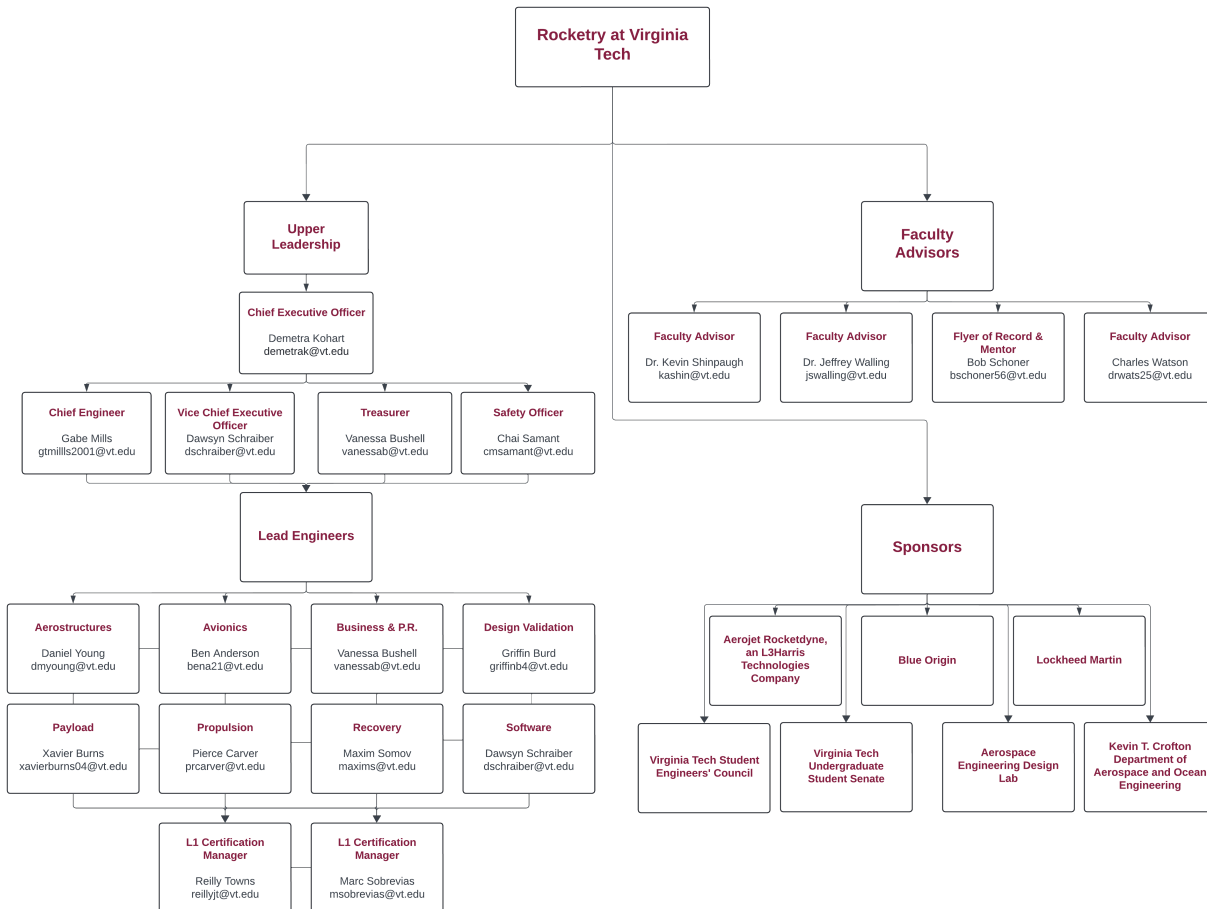 Rocketry at Virginia
Tech
Upper
Leadership
Faculty
Advisors
Chief Executive Officer
Demetra Kohart
demetrak@vt.edu
Faculty Advisor
Dr. Kevin Shinpaugh
kashin@vt.edu
Faculty Advisor
Dr. Jeffrey Walling
jswalling@vt.edu
Flyer of Record &
Mentor
Bob Schoner
bschoner56@vt.edu
Faculty Advisor
Charles Watson
drwats25@vt.edu
Chief Engineer
Gabe Mills
gtmillls2001@vt.edu
Vice Chief Executive
Officer
Dawsyn Schraiber
dschraiber@vt.edu
Treasurer
Vanessa Bushell
vanessab@vt.edu
Safety Officer
Chai Samant
cmsamant@vt.edu
Lead Engineers
Sponsors
Aerostructures
Daniel Young
dmyoung@vt.edu
Avionics
Ben Anderson
bena21@vt.edu
Business & P.R.
Vanessa Bushell
vanessab@vt.edu
Design Validation
Griffin Burd
griffinb4@vt.edu
Aerojet Rocketdyne,
an L3Harris
Technologies
Company
Blue Origin
Lockheed Martin
Payload
Xavier Burns
xavierburns04@vt.edu
Propulsion
Pierce Carver
prcarver@vt.edu
Recovery
Maxim Somov
maxims@vt.edu
Software
Dawsyn Schraiber
dschraiber@vt.edu
Virginia Tech Student
Engineers' Council
Virginia Tech
Undergraduate
Student Senate
Aerospace
Engineering Design
Lab
Kevin T. Crofton
Department of
Aerospace and Ocean
Engineering
L1 Certification
Manager
Reilly Towns
reillyjt@vt.edu
L1 Certification
Manager
Marc Sobrevias
msobrevias@vt.edu